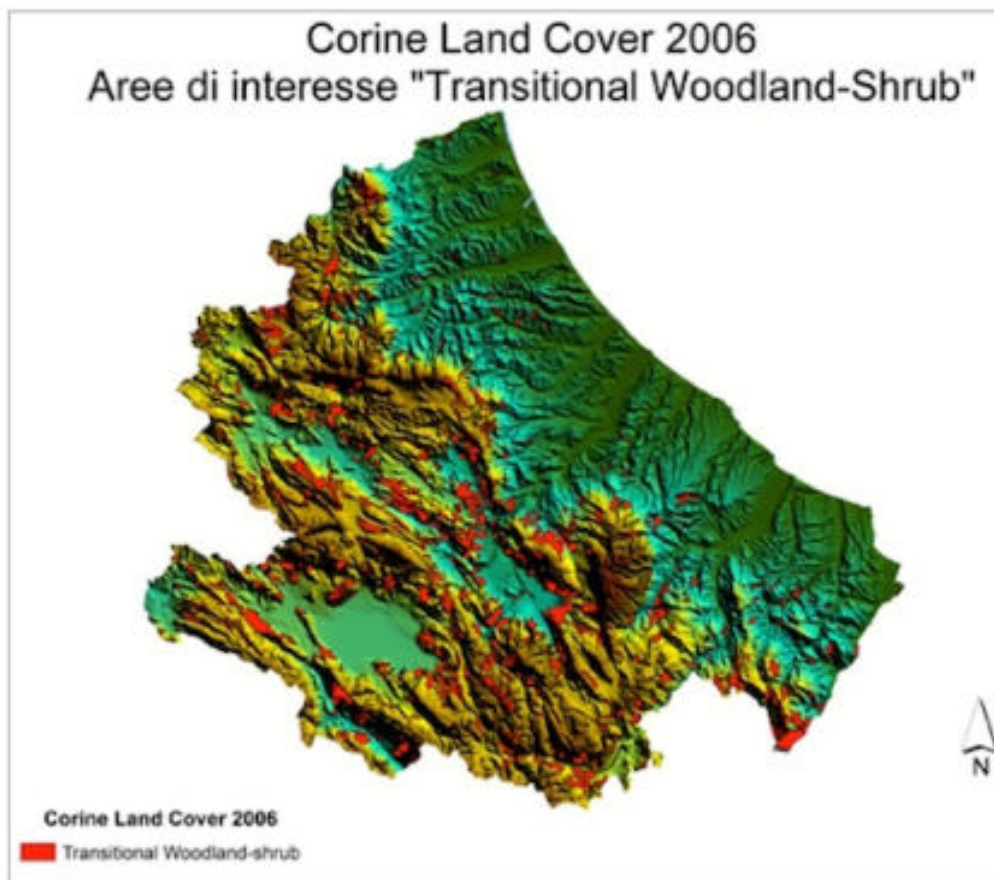 Corine Land Cover 2006
Aree di interesse "Transitional Woodland-Shrub"
N
Corine Land Cover 2006
Transitional Woodland-shrub